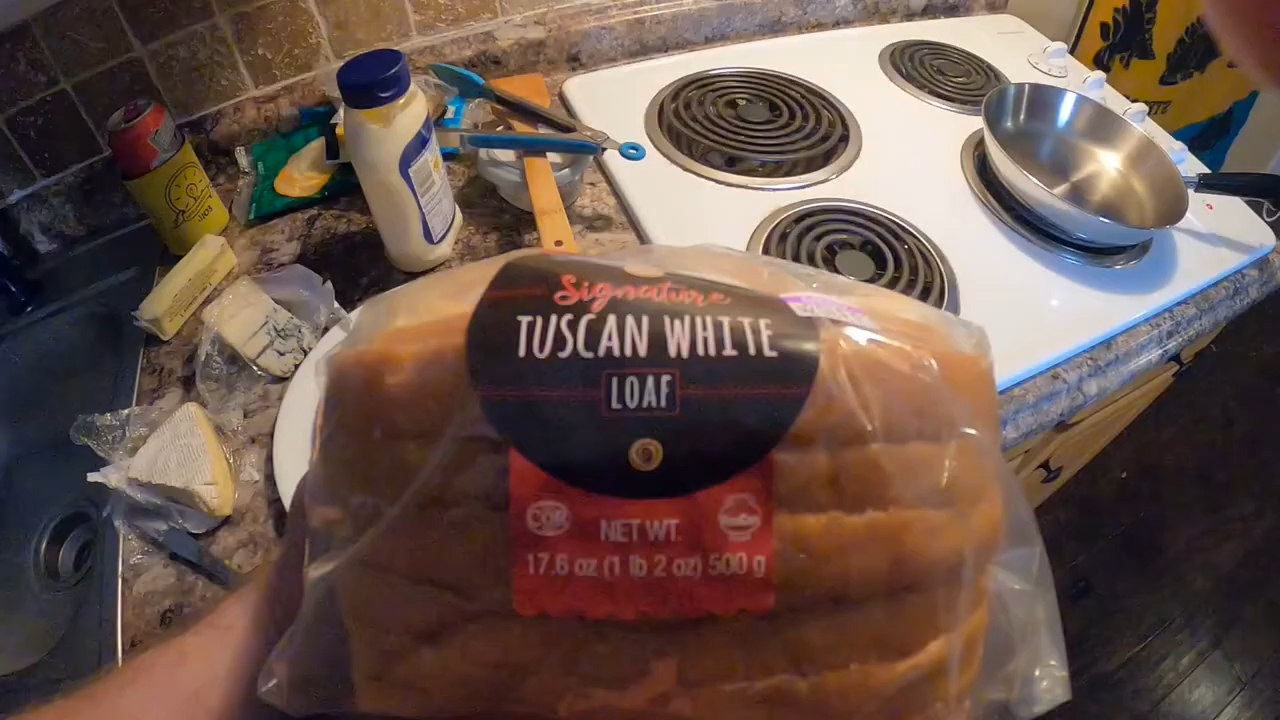 Signature
TUSCAN WHITE
LOAF
NET WT.
17.6 oz (1 lb 2 oz) 500 g